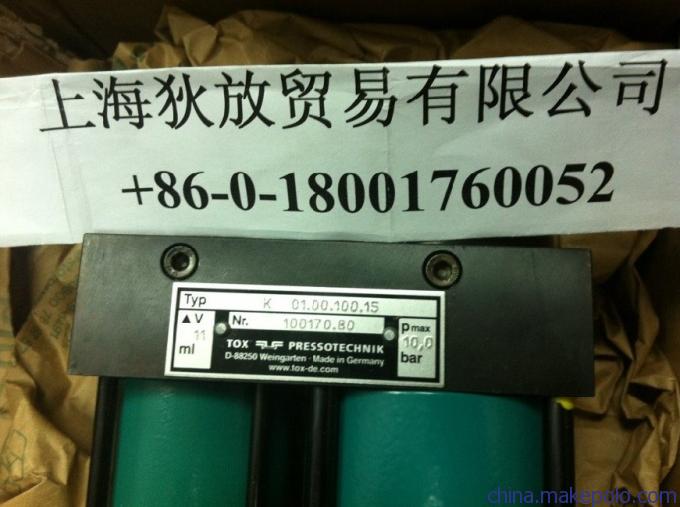 上海狄放贸易有限公司
+86-0-18001760052
Typ K 01.00.100.15
▲V Nr. 100170.80 pmax
11 10,0
ml TOX PRESSOTECHNIK bar
D-88250 Weingarten · Made in Germany
www.tox-de.com
china.makepolo.com